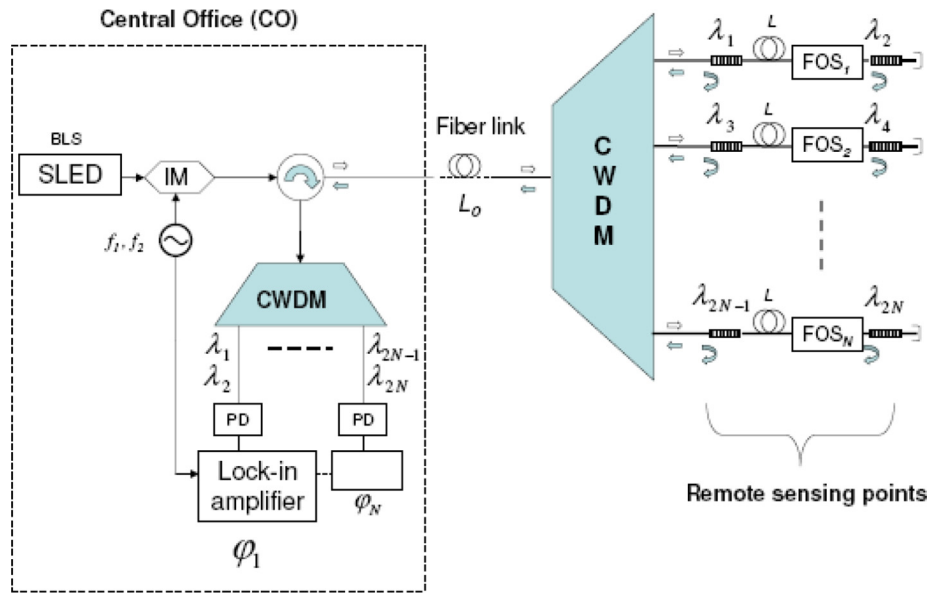 Central Office (CO)
BLS
SLED
IM
f₁, f₂
Fiber link
L₀
CWDM
λ₁
λ₂
λ₂N₋₁
λ₂N
PD
PD
Lock-in
amplifier
φN
φ₁
C
W
D
M
λ₁
L
FOS₁
λ₂
λ₃
L
FOS₂
λ₄
λ₂N₋₁
L
FOSN
λ₂N
Remote sensing points